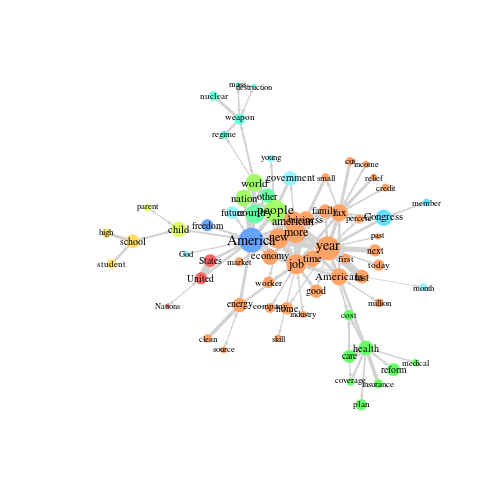 mass
destruction
nuclear
weapon
regime
young
cut
income
world
government
small
relief
nation
other
credit
parent
future
country
people
family
tax
member
business
percent
Congress
freedom
american
child
high
new
more
past
school
America
year
next
God
economy
time
first
student
States
market
job
today
United
American
last
worker
good
month
Nations
energy
company
home
million
industry
cost
clean
skill
source
care
health
reform
medical
coverage
insurance
plan